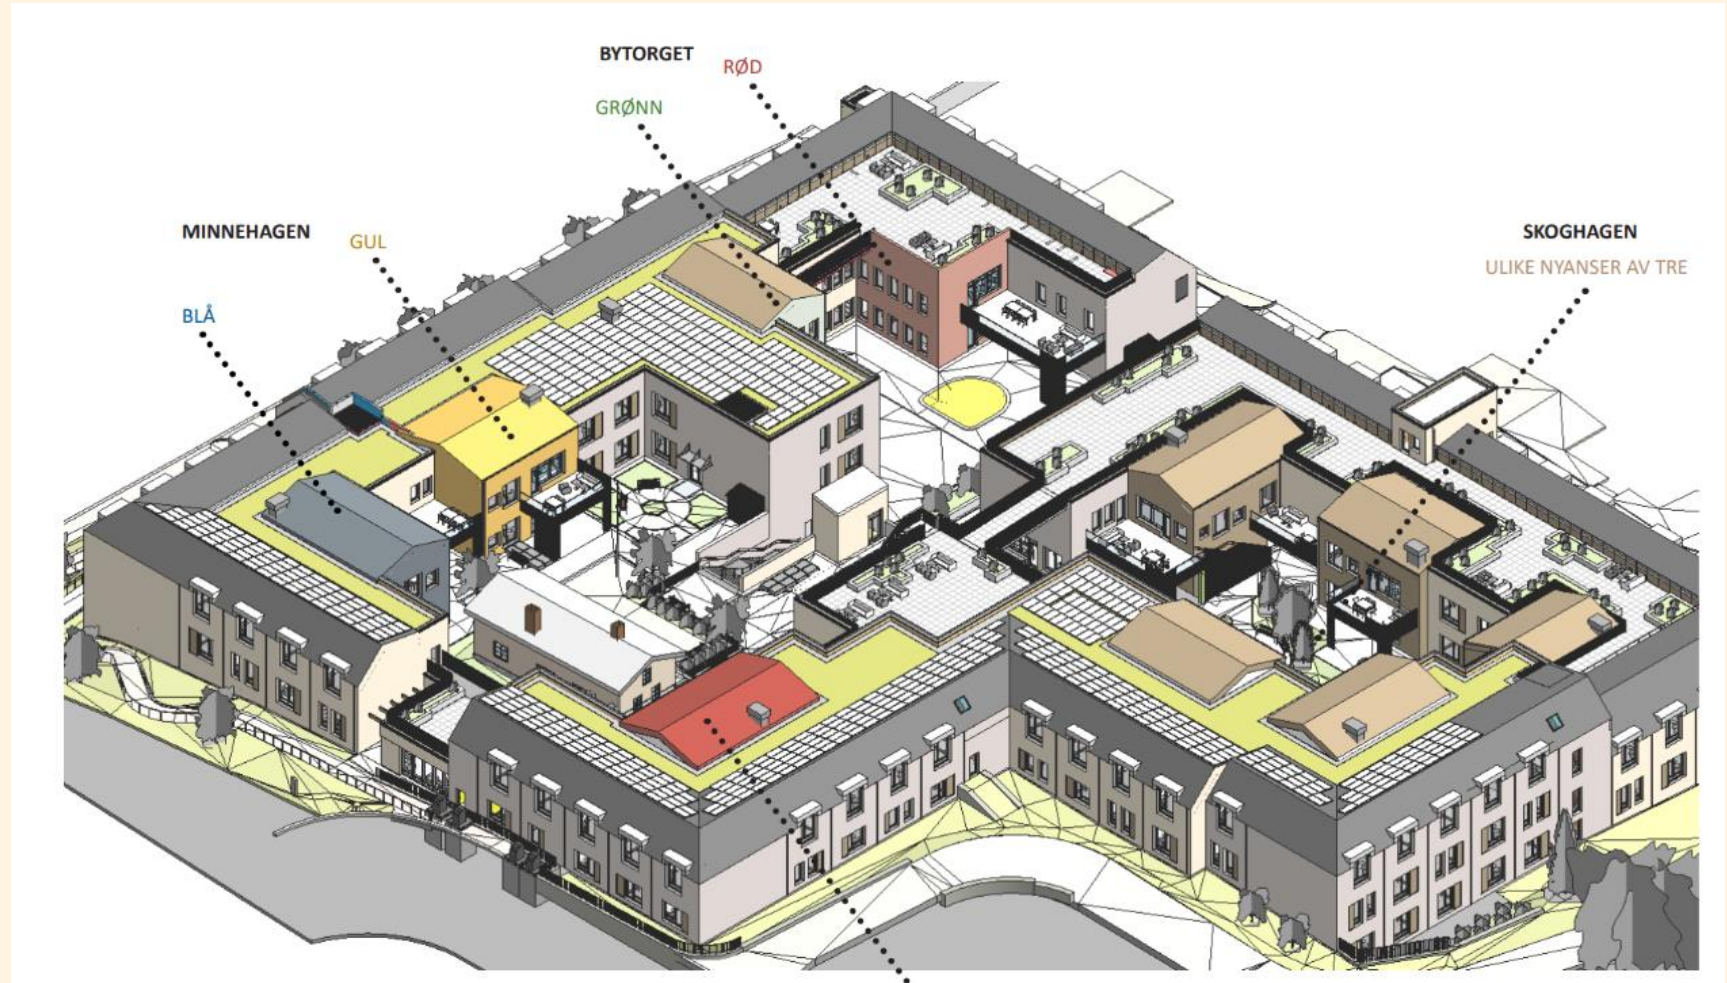 BYTORGET
RØD
GRØNN
MINNEHAGEN
GUL
BLÅ
SKOGHAGEN
ULIKE NYANSER AV TRE